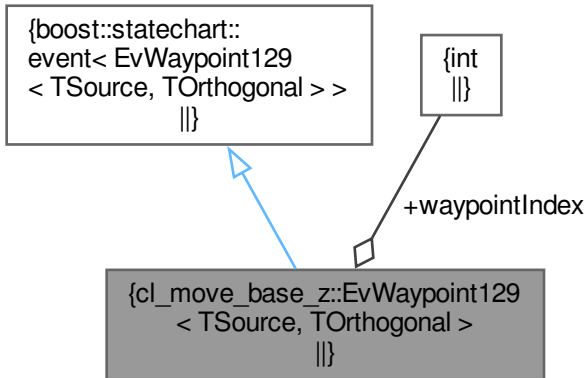 {boost::statechart::
event< EvWaypoint129
< TSource, TOrthogonal > >
||}
{int
||}
+waypointIndex
{cl_move_base_z::EvWaypoint129
< TSource, TOrthogonal >
||}